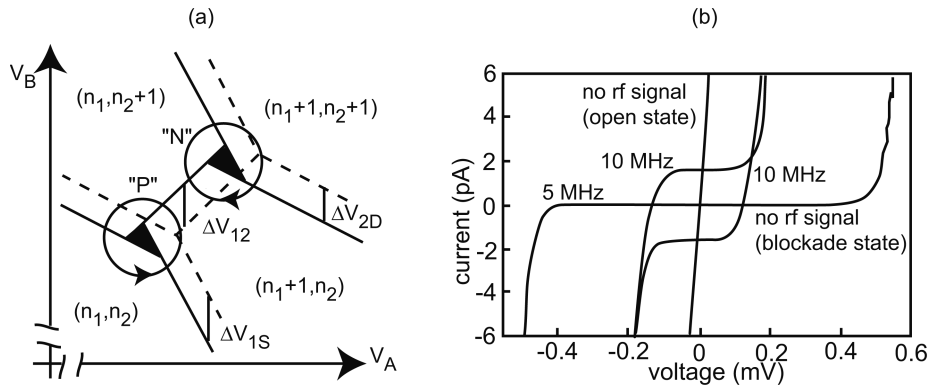 (a)
V_B
(n₁,n₂+1)
"N"
(n₁+1,n₂+1)
"P"
ΔV₁₂
ΔV₂D
(n₁,n₂)
(n₁+1,n₂)
ΔV₁S
V_A
(b)
6
4
2
0
-2
-4
-6
current (pA)
no rf signal
(open state)
10 MHz
10 MHz
5 MHz
no rf signal
(blockade state)
-0.4
-0.2
0
0.2
0.4
0.6
voltage (mV)